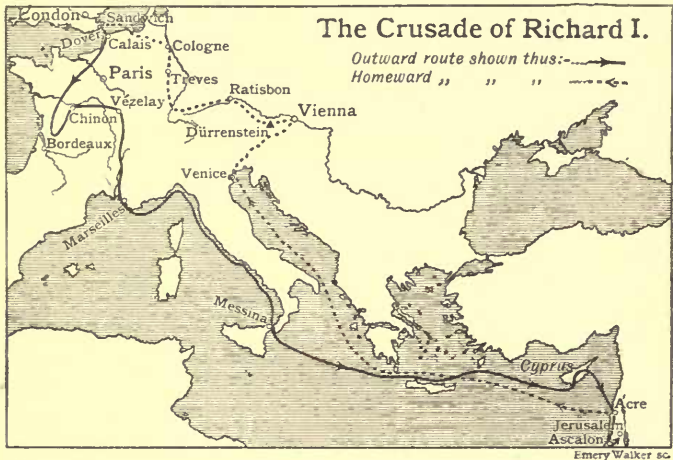 The Crusade of Richard I.
Outward route shown thus:-
Homeward „ „ „
London
Sandwich
Dover
Calais
Cologne
Paris
Treves
Vézelay
Ratisbon
Vienna
Chinon
Dürrenstein
Bordeaux
Venice
Marseilles
Messina
Cyprus
Acre
Jerusalem
Ascalon
Emery Walker sc.